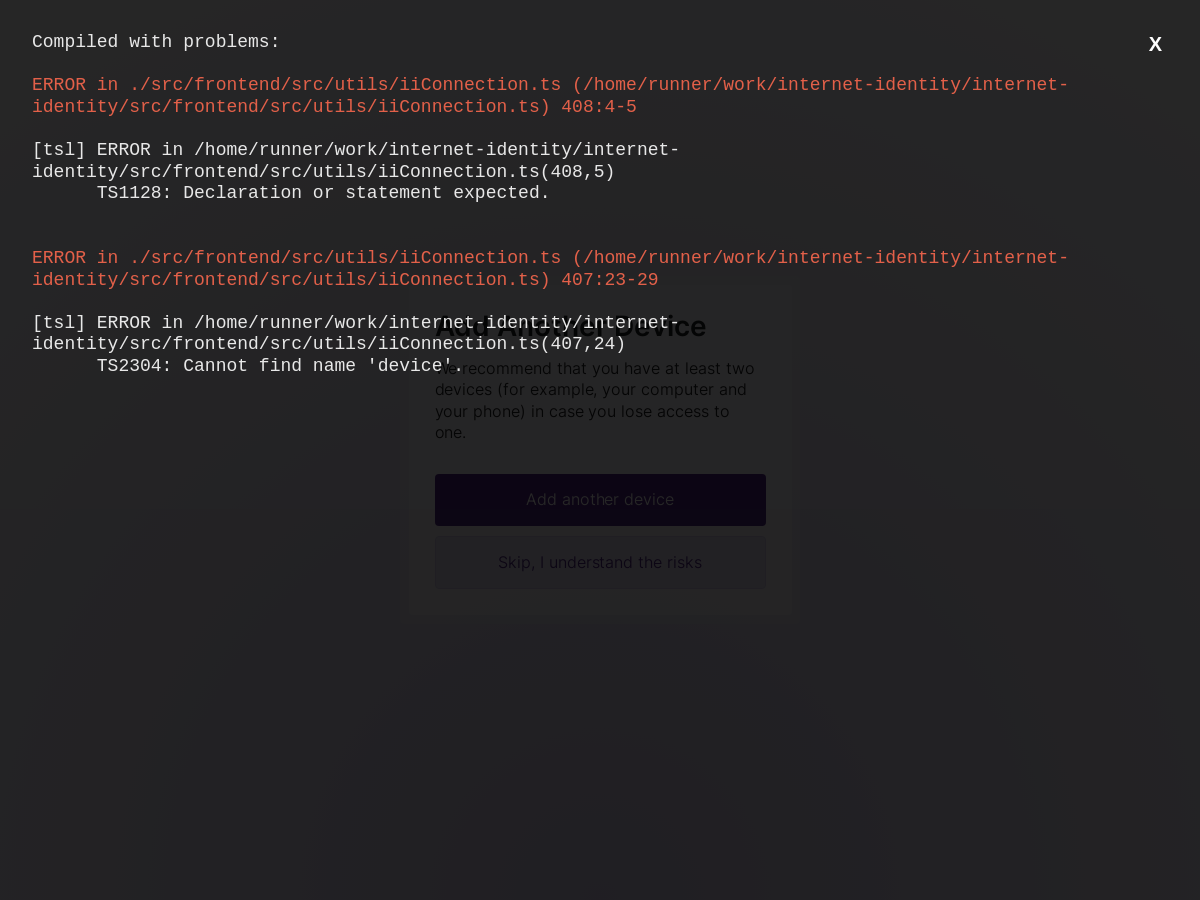 Compiled with problems:
X
ERROR in ./src/frontend/src/utils/iiConnection.ts (/home/runner/work/internet-identity/internet-
identity/src/frontend/src/utils/iiConnection.ts) 408:4-5
[tsl] ERROR in /home/runner/work/internet-identity/internet-
identity/src/frontend/src/utils/iiConnection.ts(408,5)
TS1128: Declaration or statement expected.
ERROR in ./src/frontend/src/utils/iiConnection.ts (/home/runner/work/internet-identity/internet-
identity/src/frontend/src/utils/iiConnection.ts) 407:23-29
[tsl] ERROR in /home/runner/work/internet-identity/internet-
identity/src/frontend/src/utils/iiConnection.ts(407,24)
TS2304: Cannot find name 'device'.
Add Another Device
We recommend that you have at least two
devices (for example, your computer and
your phone) in case you lose access to
one.
Add another device
Skip, I understand the risks